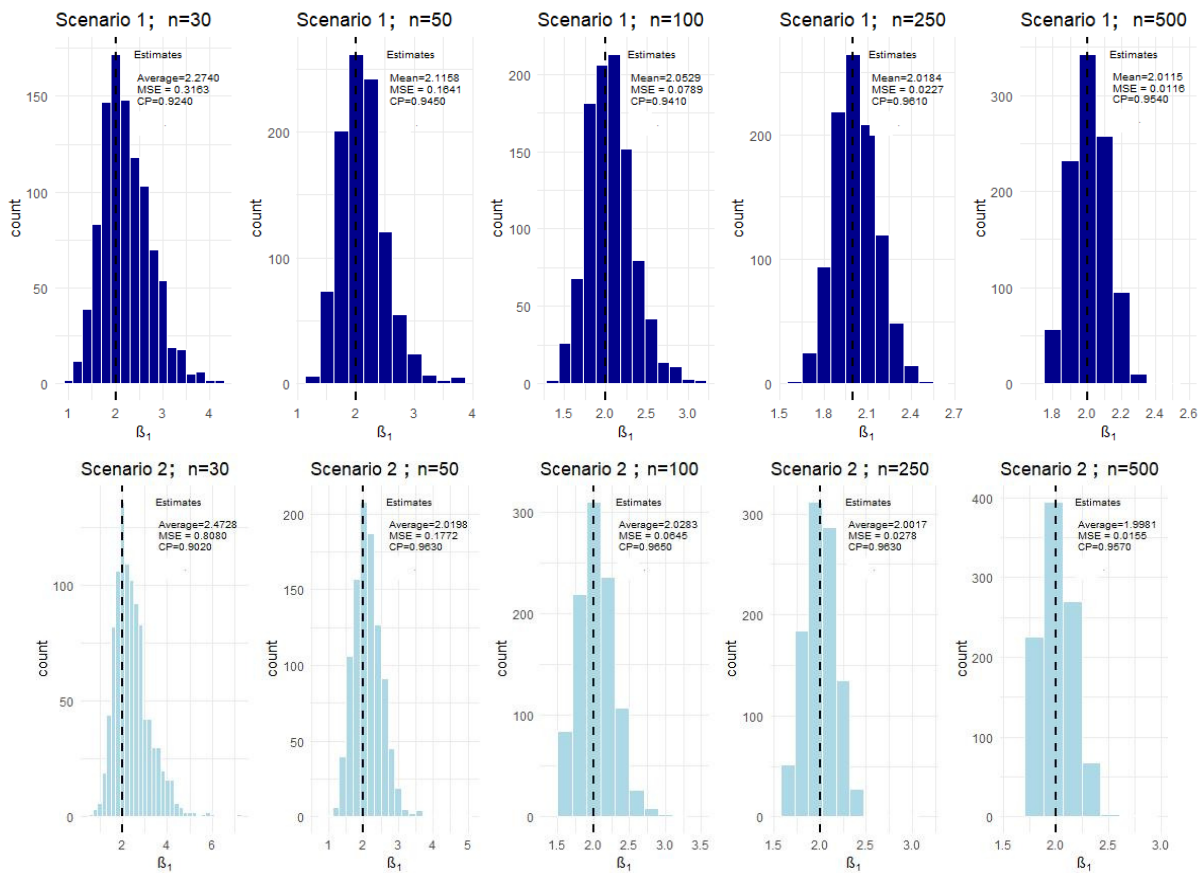 Scenario 1;  n=30
Estimates
Average=2.2740
MSE = 0.3163
CP=0.9240
count
150
100
50
0
1 2 3 4
ß₁
Scenario 1;  n=50
Estimates
Mean=2.1158
MSE = 0.1641
CP=0.9450
count
200
100
0
2 3 4
ß₁
Scenario 1;  n=100
Estimates
Mean=2.0529
MSE = 0.0789
CP=0.9410
count
200
150
100
50
0
1.5 2.0 2.5 3.0
ß₁
Scenario 1;  n=250
Estimates
Mean=2.0184
MSE = 0.0227
CP=0.9610
count
200
100
0
1.5 1.8 2.1 2.4 2.7
ß₁
Scenario 1;  n=500
Estimates
Mean=2.0115
MSE = 0.0116
CP=0.9540
count
300
200
100
0
1.8 2.0 2.2 2.4 2.6
ß₁
Scenario 2 ;  n=30
Estimates
Average=2.4728
MSE = 0.8080
CP=0.9020
count
100
50
0
2 4 6
ß₁
Scenario 2 ;  n=50
Estimates
Average=2.0198
MSE = 0.1772
CP=0.9630
count
200
150
100
50
0
1 2 3 4 5
ß₁
Scenario 2 ;  n=100
Estimates
Average=2.0283
MSE = 0.0645
CP=0.9650
count
300
200
100
0
1.5 2.0 2.5 3.0 3.5
ß₁
Scenario 2 ;  n=250
Estimates
Average=2.0017
MSE = 0.0278
CP=0.9630
count
300
200
100
0
1.5 2.0 2.5 3.0
ß₁
Scenario 2 ;  n=500
Estimates
Average=1.9981
MSE = 0.0155
CP=0.9570
count
400
300
200
100
0
1.5 2.0 2.5 3.0
ß₁